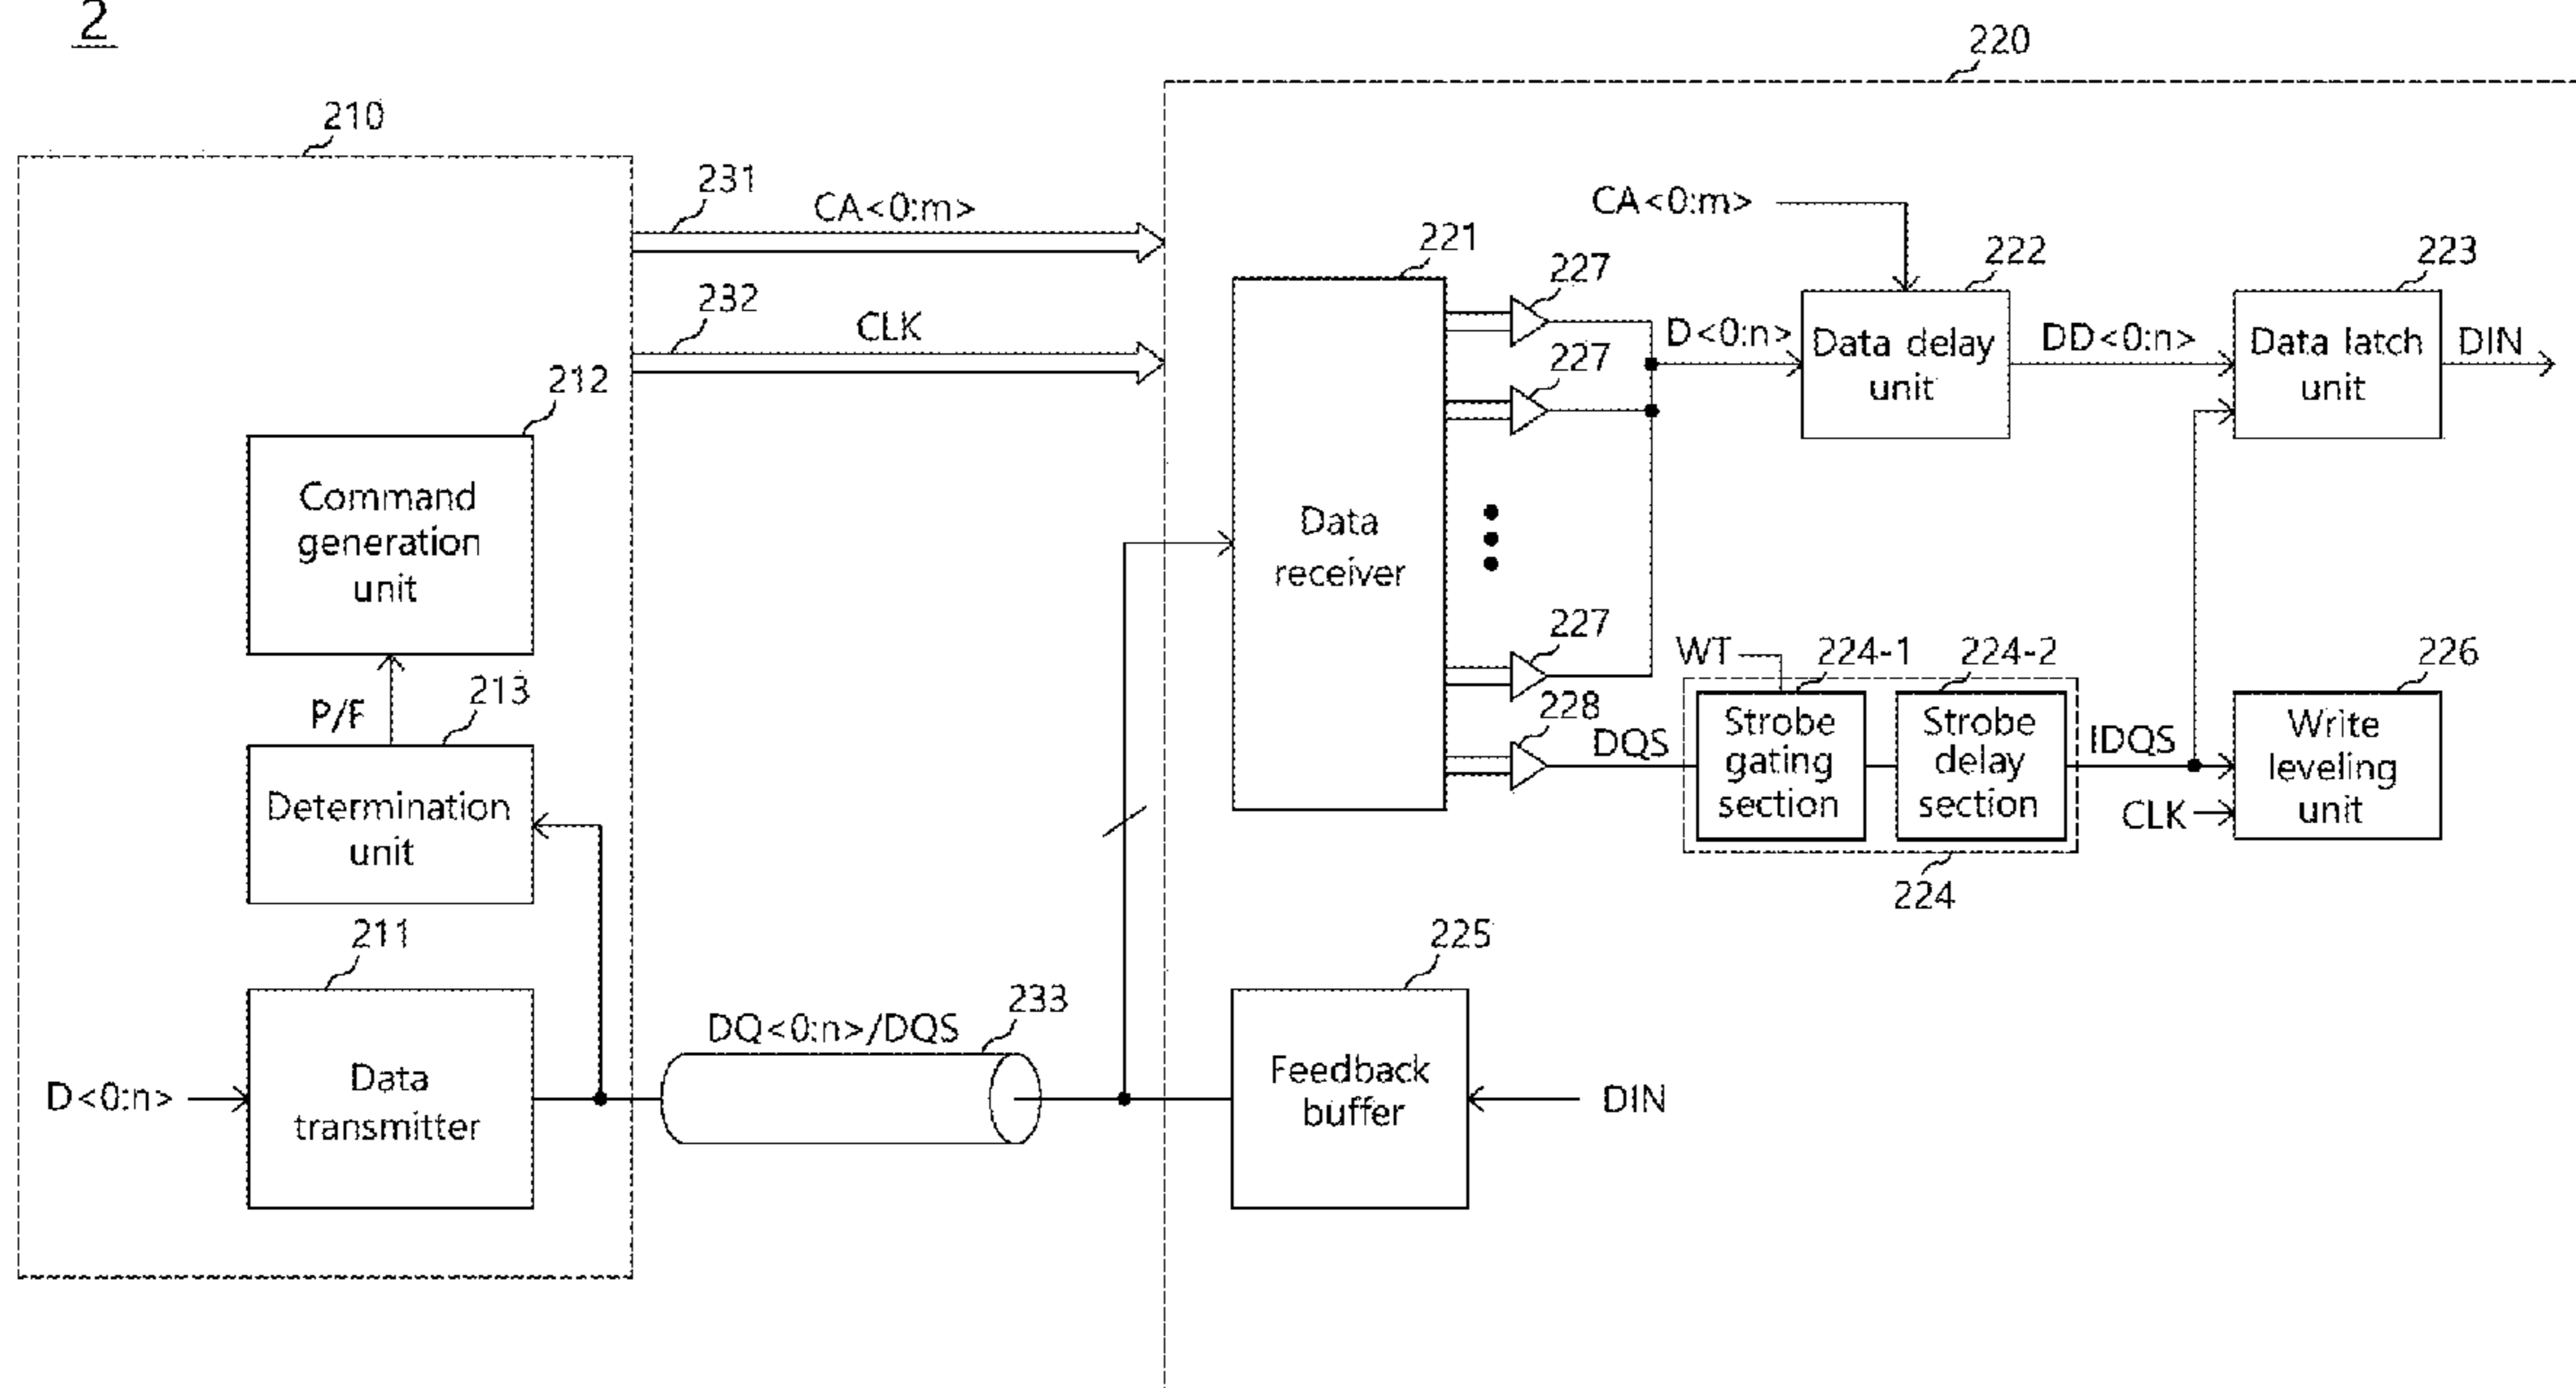 2
220
210
231
CA<0:m>
CA<0:m>
221
227
222
223
232
CLK
D<0:n>
Data delay
unit
DD<0:n>
Data latch
unit
DIN
227
212
Command
generation
unit
Data
receiver
227
WT
224-1
224-2
226
P/F
213
228
DQS
Strobe
gating
section
Strobe
delay
section
IDQS
Write
leveling
unit
CLK
Determination
unit
224
211
225
233
DQ<0:n>/DQS
D<0:n>
Data
transmitter
Feedback
buffer
DIN